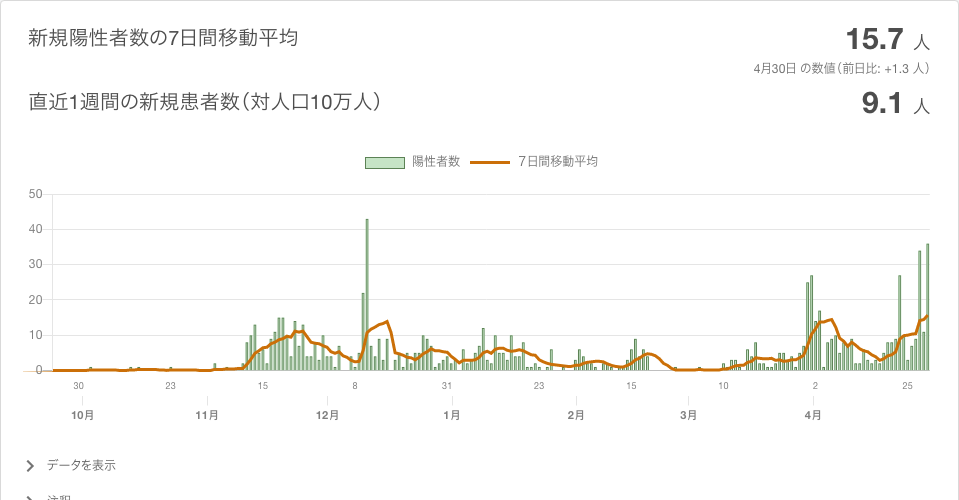 新規陽性者数の7日間移動平均
15.7 人
4月30日 の数値（前日比: +1.3 人）
直近1週間の新規患者数（対人口10万人）
9.1 人
陽性者数 7日間移動平均
50
40
30
20
10
0
30 23 15 8 31 23 15 10 2 25
10月 11月 12月 1月 2月 3月 4月
データを表示
注釈